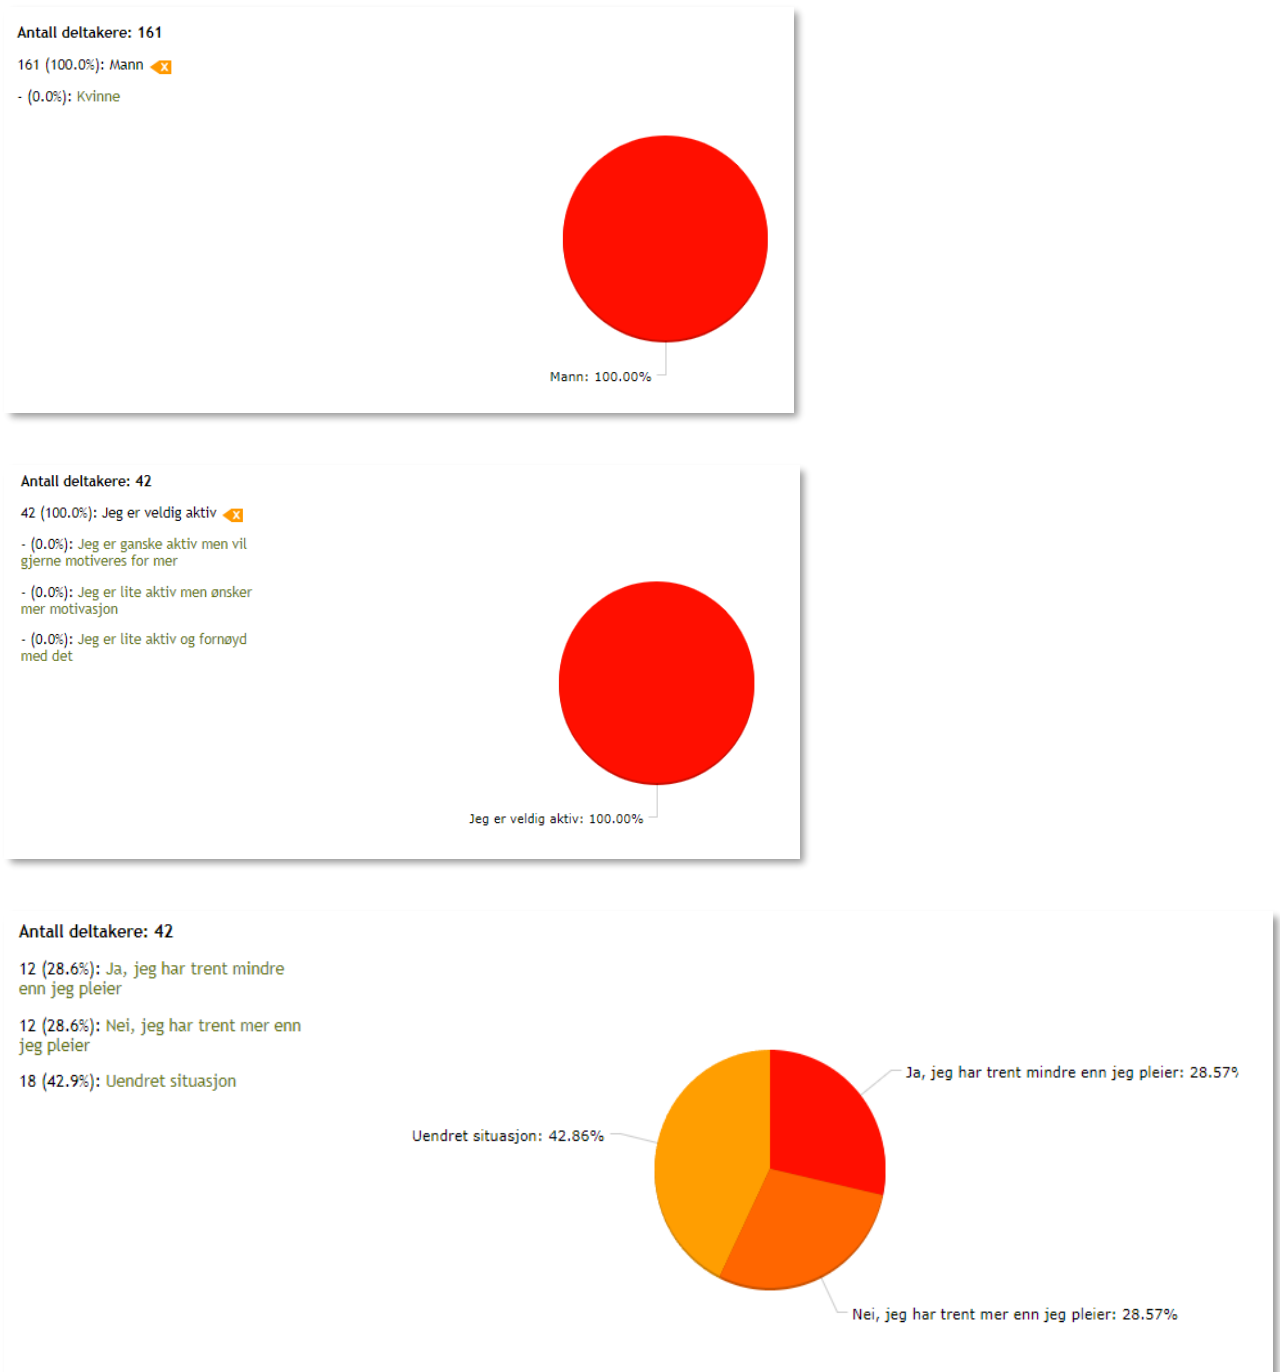 Antall deltakere: 161
161 (100.0%): Mann x
- (0.0%): Kvinne
Mann: 100.00%
Antall deltakere: 42
42 (100.0%): Jeg er veldig aktiv x
- (0.0%): Jeg er ganske aktiv men vil
gjerne motiveres for mer
- (0.0%): Jeg er lite aktiv men ønsker
mer motivasjon
- (0.0%): Jeg er lite aktiv og fornøyd
med det
Jeg er veldig aktiv: 100.00%
Antall deltakere: 42
12 (28.6%): Ja, jeg har trent mindre
enn jeg pleier
12 (28.6%): Nei, jeg har trent mer enn
jeg pleier
18 (42.9%): Uendret situasjon
Ja, jeg har trent mindre enn jeg pleier: 28.57%
Uendret situasjon: 42.86%
Nei, jeg har trent mer enn jeg pleier: 28.57%